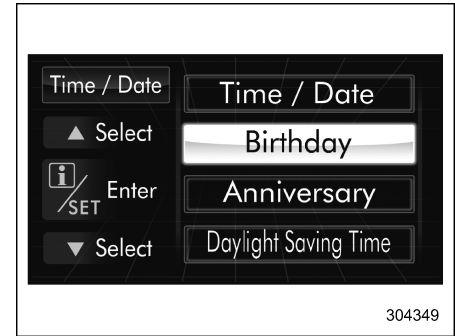 Time / Date
▲ Select
i/SET Enter
▼ Select
Time / Date
Birthday
Anniversary
Daylight Saving Time
304349